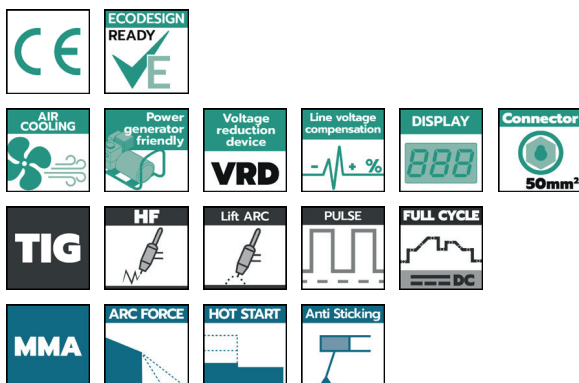 CE
ECODESIGN
READY
E
AIR
COOLING
Power
generator
friendly
Voltage
reduction
device
VRD
Line voltage
compensation
- + %
DISPLAY
888
Connector
50mm²
TIG
HF
Lift ARC
PULSE
FULL CYCLE
DC
MMA
ARC FORCE
HOT START
Anti Sticking